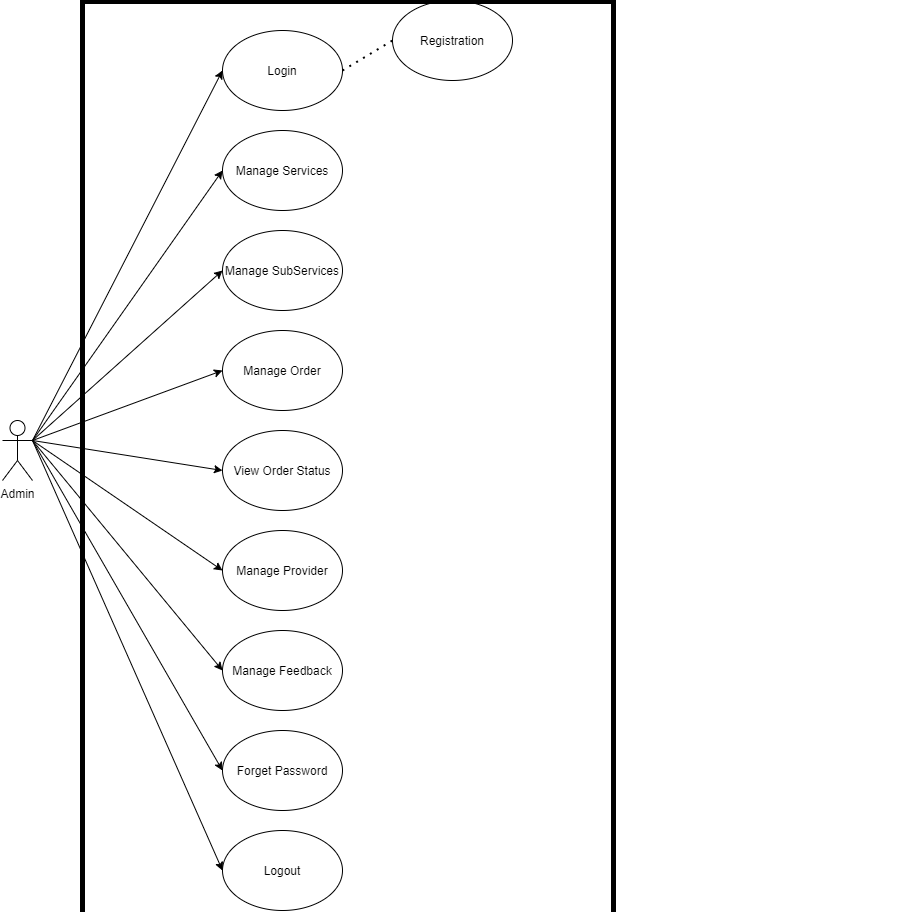 Registration
Login
Manage Services
Manage SubServices
Manage Order
View Order Status
Admin
Manage Provider
Manage Feedback
Forget Password
Logout